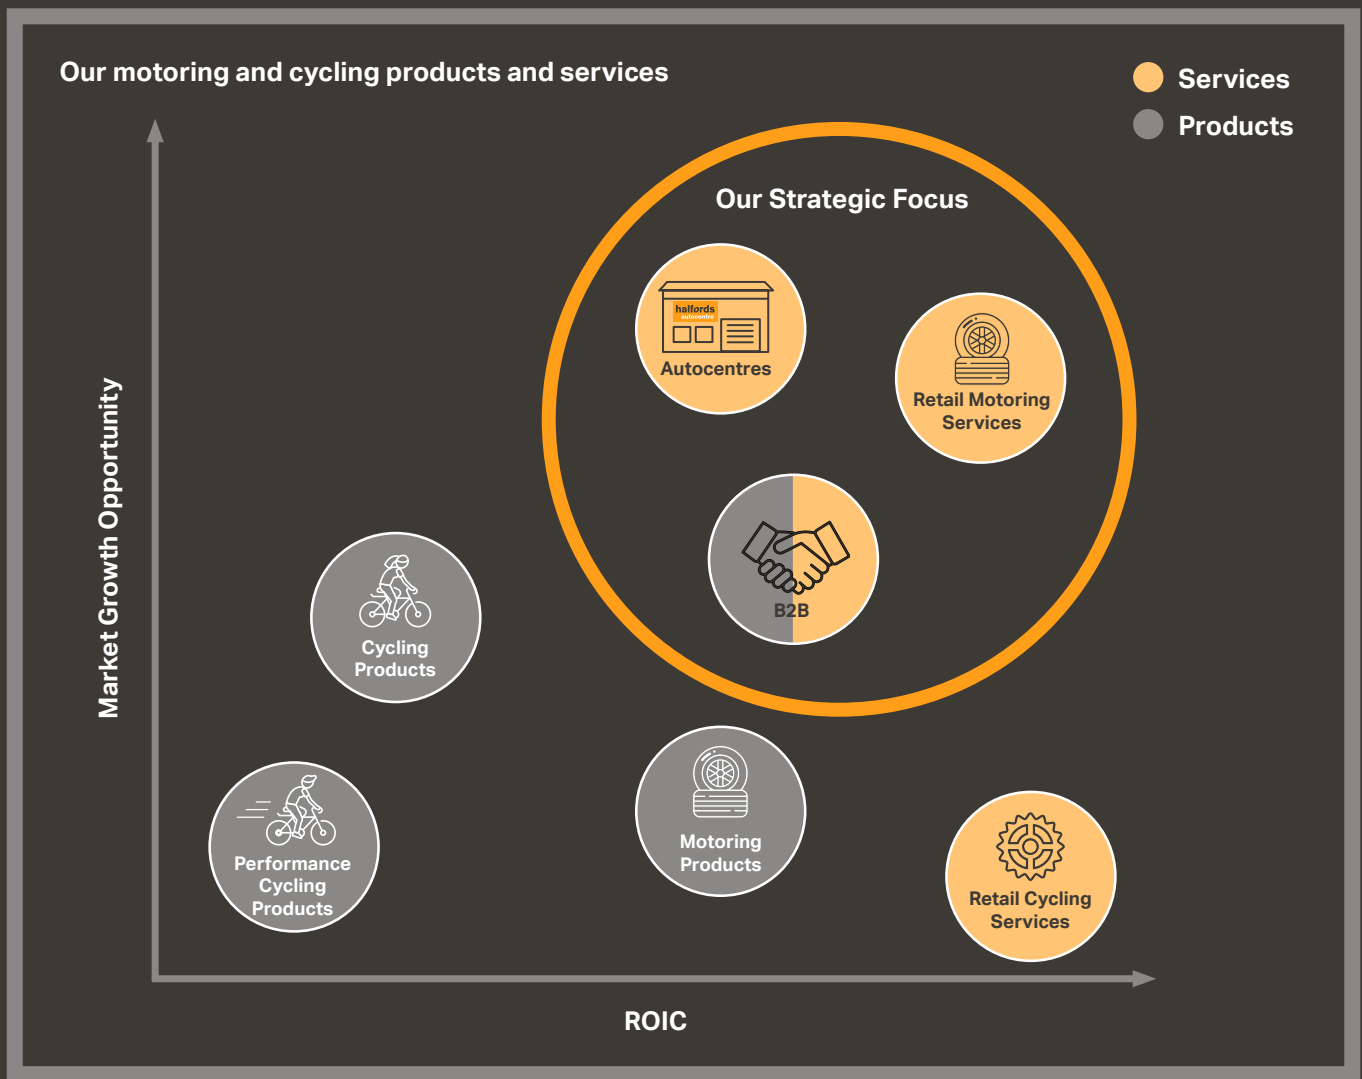 Our motoring and cycling products and services
Services
Products
Our Strategic Focus
halfords
autocentre
Autocentres
Retail Motoring
Services
B2B
Market Growth Opportunity
Cycling
Products
Performance
Cycling
Products
Motoring
Products
Retail Cycling
Services
ROIC